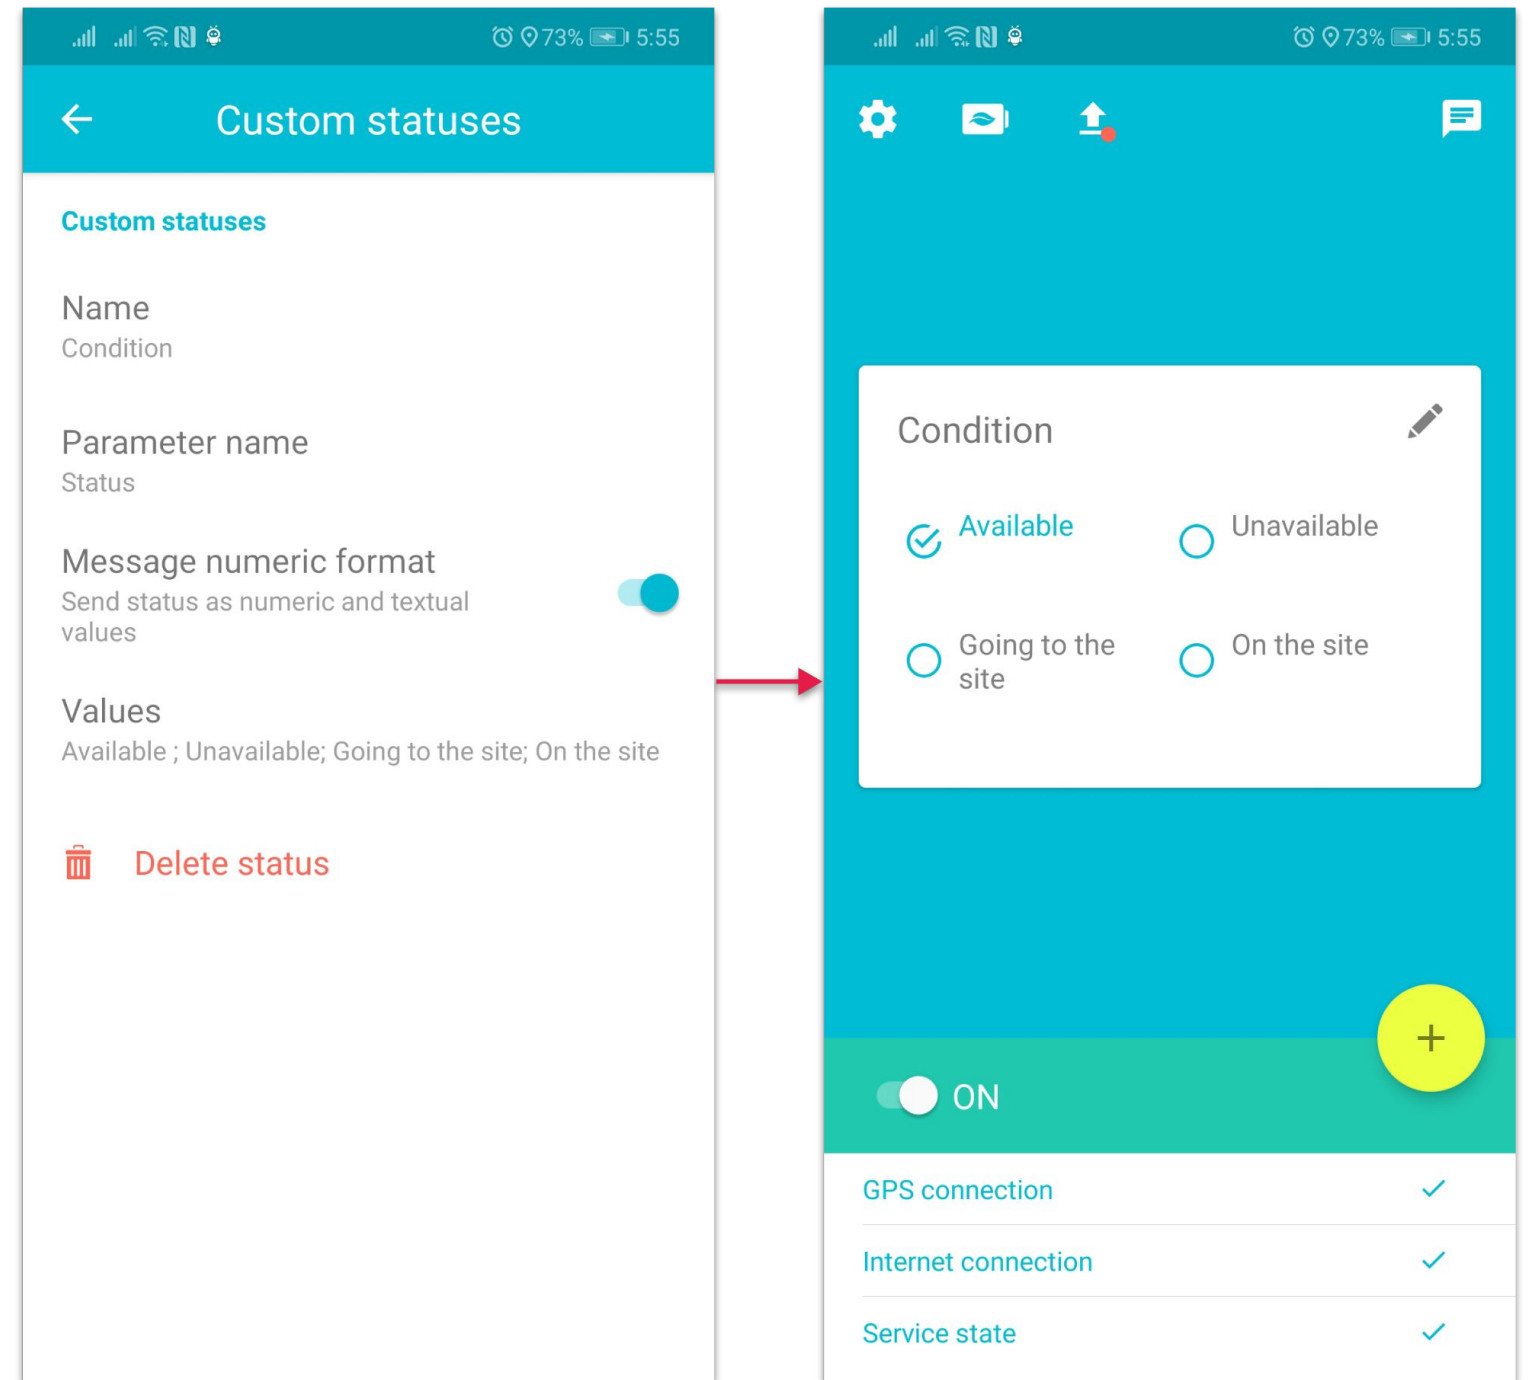 73% 5:55
Custom statuses
Custom statuses
Name
Condition
Parameter name
Status
Message numeric format
Send status as numeric and textual
values
Values
Available ; Unavailable; Going to the site; On the site
Delete status
73% 5:55
Condition
Available
Unavailable
Going to the
site
On the site
ON
GPS connection
Internet connection
Service state